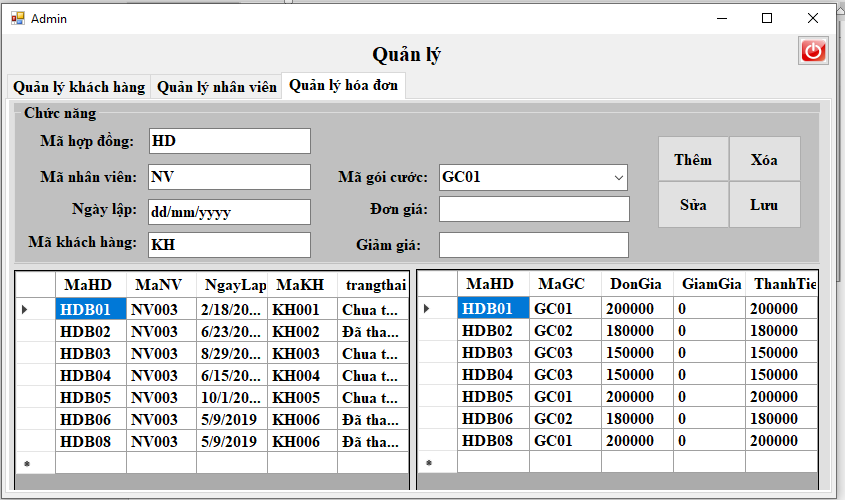 Admin
Quản lý
Quản lý khách hàng Quản lý nhân viên Quản lý hóa đơn
Chức năng
Mã hợp đồng: HD
Mã nhân viên: NV Mã gói cước: GC01
Ngày lập: dd/mm/yyyy Đơn giá:
Mã khách hàng: KH Giảm giá:
Thêm Xóa
Sửa Lưu
MaHD MaNV NgayLap MaKH trangthai
HDB01 NV003 2/18/20... KH001 Chua t...
HDB02 NV003 6/23/20... KH002 Đã tha...
HDB03 NV003 8/29/20... KH003 Chua t...
HDB04 NV003 6/15/20... KH004 Chua t...
HDB05 NV003 10/1/20... KH005 Chua t...
HDB06 NV003 5/9/2019 KH006 Đã tha...
HDB08 NV003 5/9/2019 KH006 Đã tha...
MaHD MaGC DonGia GiamGia ThanhTie
HDB01 GC01 200000 0 200000
HDB02 GC02 180000 0 180000
HDB03 GC03 150000 0 150000
HDB04 GC03 150000 0 150000
HDB05 GC01 200000 0 200000
HDB06 GC02 180000 0 180000
HDB08 GC01 200000 0 200000